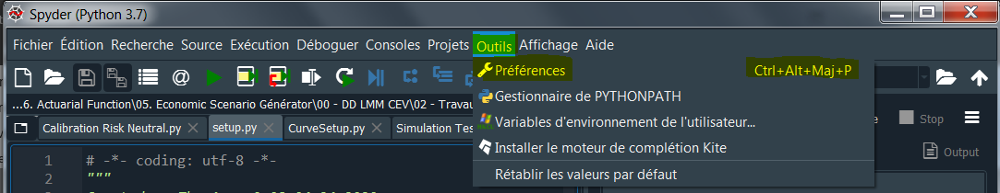 Spyder (Python 3.7)
Fichier Édition Recherche Source Exécution Déboguer Consoles Projets Outils Affichage Aide
Préférences Ctrl+Alt+Maj+P
...6. Actuarial Function\05. Economic Scenario Générator\00 - DD LMM CEV\02 - Travau
Gestionnaire de PYTHONPATH
Calibration Risk Neutral.py setup.py CurveSetup.py Simulation Tes
Variables d'environnement de l'utilisateur... Stop
Installer le moteur de complétion Kite Output
1 # -*- coding: utf-8 -*-
2 """
Rétablir les valeurs par défaut